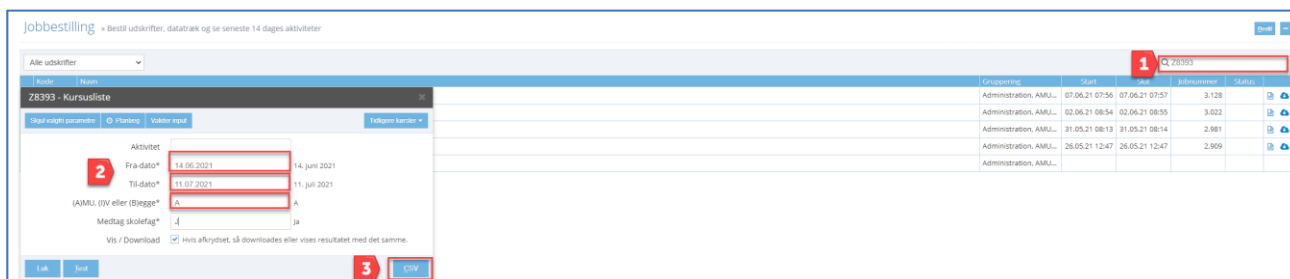 Jobbestilling » Bestil udskrifter, datatræk og se seneste 14 dages aktiviteter
Bestil
Alle udskrifter
1 Z8393
Kode Navn Gruppering Start Slut Jobnummer Status
Z8393 - Kursusliste ×
Administration, AMU... 07.06.21 07:56 07.06.21 07:57 3.128
Administration, AMU... 02.06.21 08:54 02.06.21 08:55 3.022
Administration, AMU... 31.05.21 08:13 31.05.21 08:14 2.981
Administration, AMU... 26.05.21 12:47 26.05.21 12:47 2.909
Administration, AMU...
Skjul valgfri parametre Planlæg Valider input Tidligere kørsler
Aktivitet
2 Fra-dato* 14.06.2021 14. juni 2021
Til-dato* 11.07.2021 11. juli 2021
(A)MU, (I)V eller (B)egge* A A
Medtag skolefag* J Ja
Vis / Download Hvis afkrydset, så downloades eller vises resultatet med det samme.
Luk Test 3 CSV